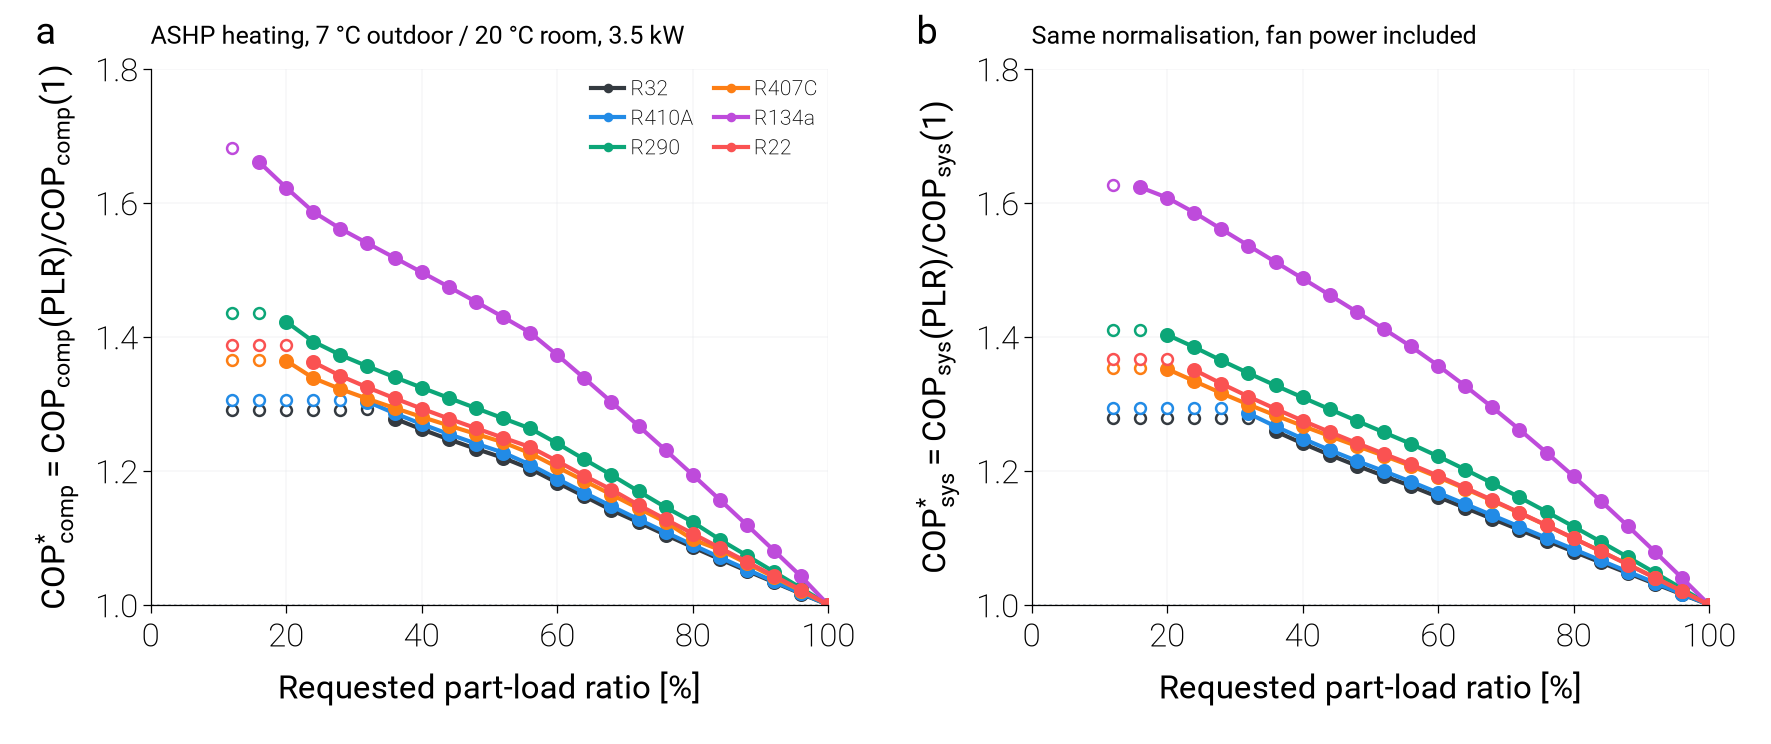 a
ASHP heating, 7 °C outdoor / 20 °C room, 3.5 kW
COP*comp = COPcomp(PLR)/COPcomp(1)
1.8
1.6
1.4
1.2
1.0
R32
R410A
R290
R407C
R134a
R22
0 20 40 60 80 100
Requested part-load ratio [%]
b
Same normalisation, fan power included
COP*sys = COPsys(PLR)/COPsys(1)
1.8
1.6
1.4
1.2
1.0
0 20 40 60 80 100
Requested part-load ratio [%]